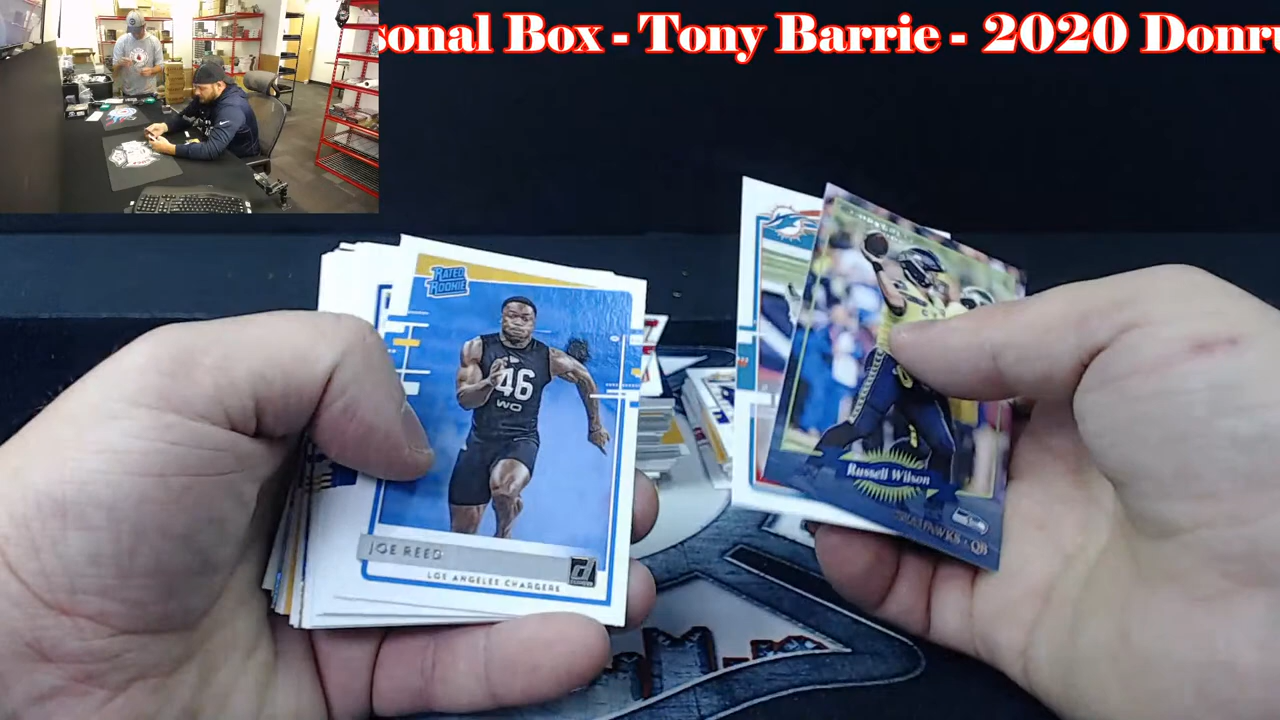 sonal Box - Tony Barrie - 2020 Donru
RATED
ROOKIE
46
WO
JOE REED
LOS ANGELES CHARGERS
Russell Wilson
SEAHAWKS • QB